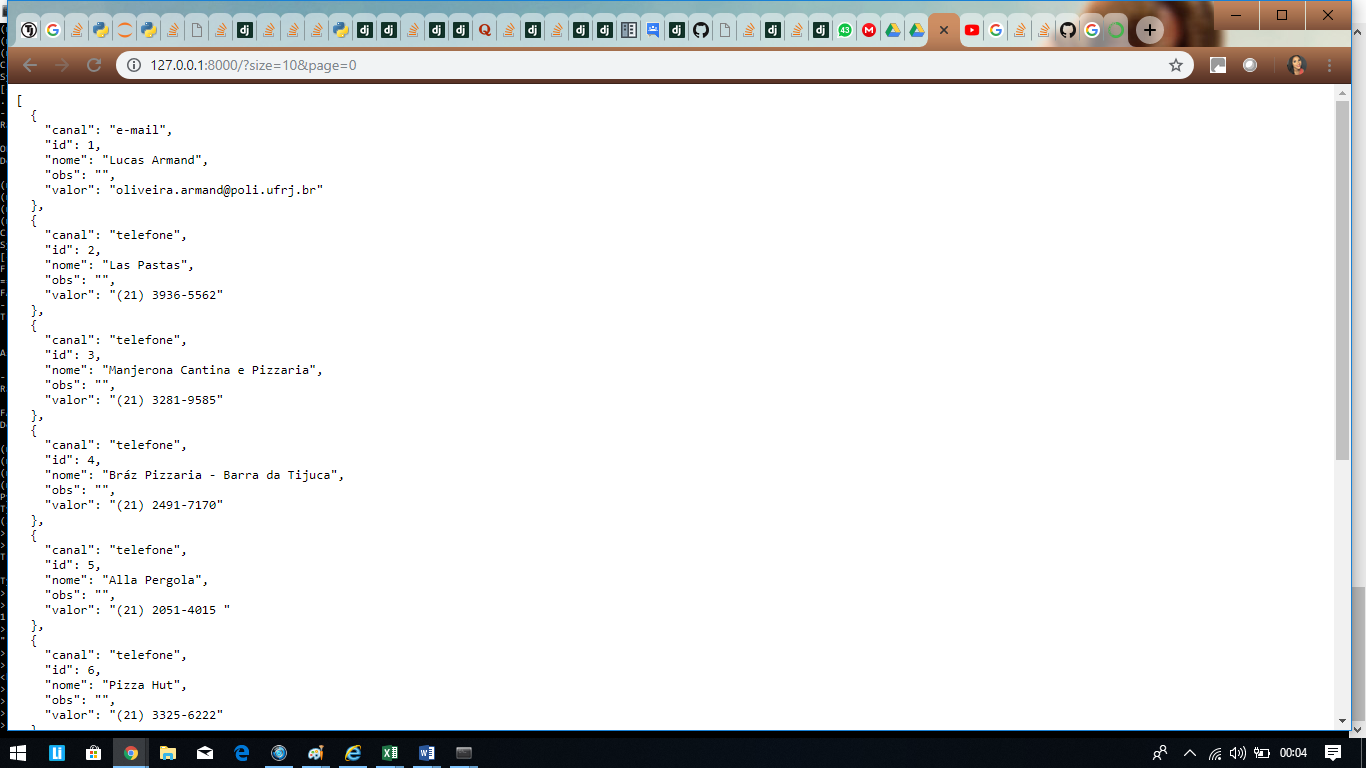 43
127.0.0.1:8000/?size=10&page=0
[
{
"canal": "e-mail",
"id": 1,
"nome": "Lucas Armand",
"obs": "",
"valor": "oliveira.armand@poli.ufrj.br"
},
{
"canal": "telefone",
"id": 2,
"nome": "Las Pastas",
"obs": "",
"valor": "(21) 3936-5562"
},
{
"canal": "telefone",
"id": 3,
"nome": "Manjerona Cantina e Pizzaria",
"obs": "",
"valor": "(21) 3281-9585"
},
{
"canal": "telefone",
"id": 4,
"nome": "Bráz Pizzaria - Barra da Tijuca",
"obs": "",
"valor": "(21) 2491-7170"
},
{
"canal": "telefone",
"id": 5,
"nome": "Alla Pergola",
"obs": "",
"valor": "(21) 2051-4015 "
},
{
"canal": "telefone",
"id": 6,
"nome": "Pizza Hut",
"obs": "",
"valor": "(21) 3325-6222"
00:04